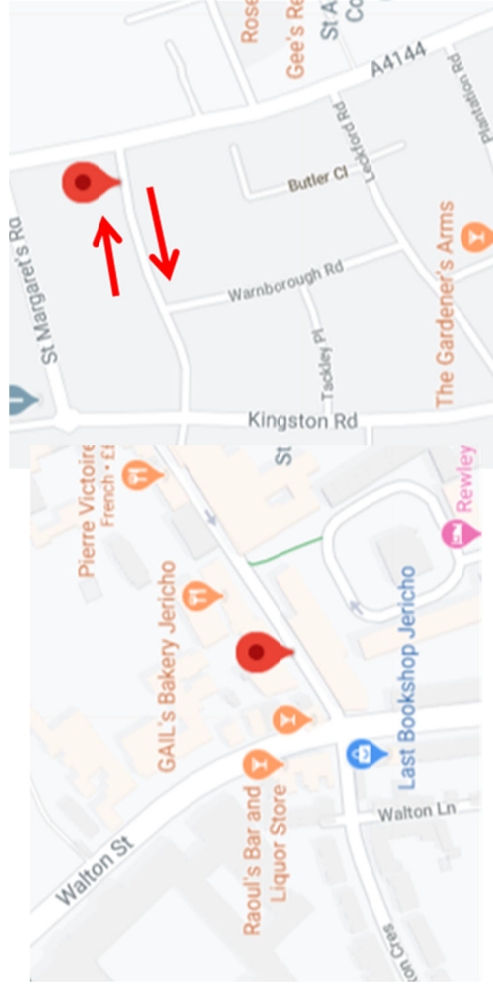 Rose
Gee's Re
St A
Co
A4144
Plantation Rd
Leckford Rd
Butler Cl
St Margaret's Rd
Warnborough Rd
The Gardener's Arms
Tackley Pl
Kingston Rd
St
Pierre Victoire
French • ££
Rewley
GAIL's Bakery Jericho
Last Bookshop Jericho
Raoul's Bar and
Liquor Store
Walton Ln
Walton St
ton Cres